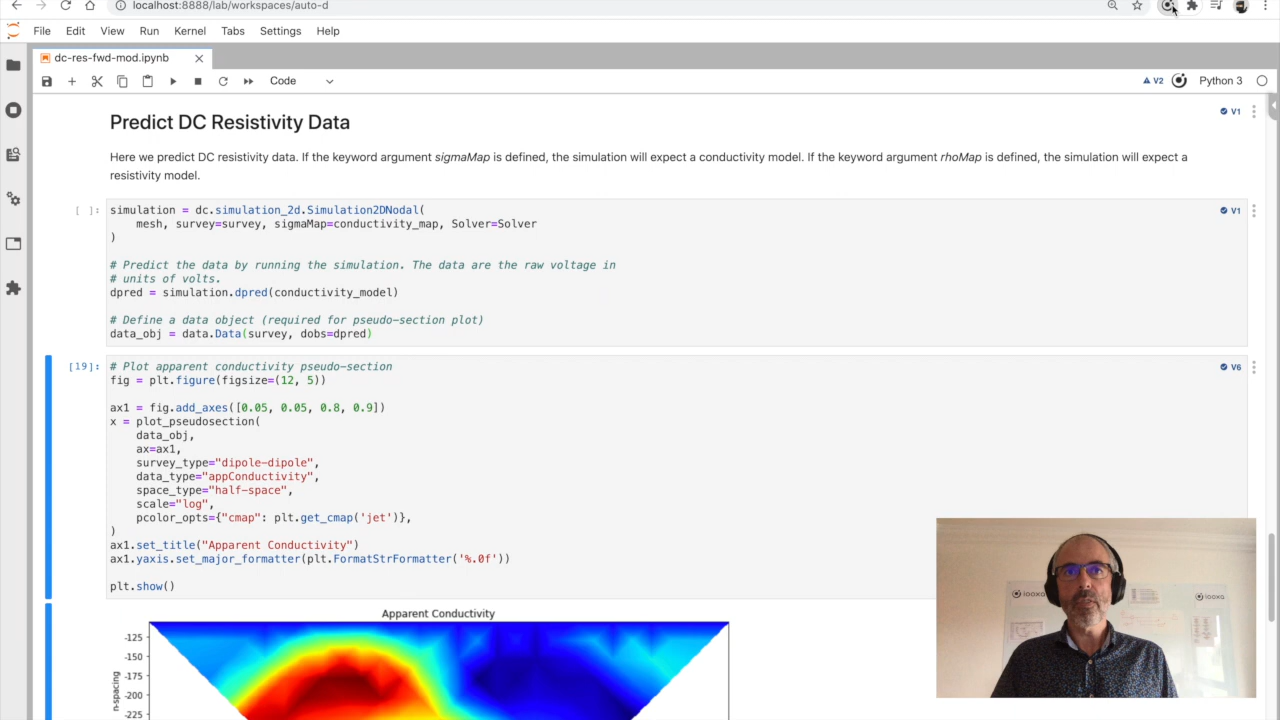 localhost:8888/lab/workspaces/auto-d
File Edit View Run Kernel Tabs Settings Help
dc-res-fwd-mod.ipynb
Code
V2
Python 3
Predict DC Resistivity Data
V1
Here we predict DC resistivity data. If the keyword argument sigmaMap is defined, the simulation will expect a conductivity model. If the keyword argument rhoMap is defined, the simulation will expect a
resistivity model.
[ ]: simulation = dc.simulation_2d.Simulation2DNodal(
V1
mesh, survey=survey, sigmaMap=conductivity_map, Solver=Solver
)
# Predict the data by running the simulation. The data are the raw voltage in
# units of volts.
dpred = simulation.dpred(conductivity_model)
# Define a data object (required for pseudo-section plot)
data_obj = data.Data(survey, dobs=dpred)
[19]: # Plot apparent conductivity pseudo-section
V6
fig = plt.figure(figsize=(12, 5))
ax1 = fig.add_axes([0.05, 0.05, 0.8, 0.9])
x = plot_pseudosection(
data_obj,
ax=ax1,
survey_type="dipole-dipole",
data_type="appConductivity",
space_type="half-space",
scale="log",
pcolor_opts={"cmap": plt.get_cmap('jet')},
)
ax1.set_title("Apparent Conductivity")
ax1.yaxis.set_major_formatter(plt.FormatStrFormatter('%.0f'))
plt.show()
Apparent Conductivity
-125
-150
-175
-200
-225
n-spacing
iooxa
iooxa